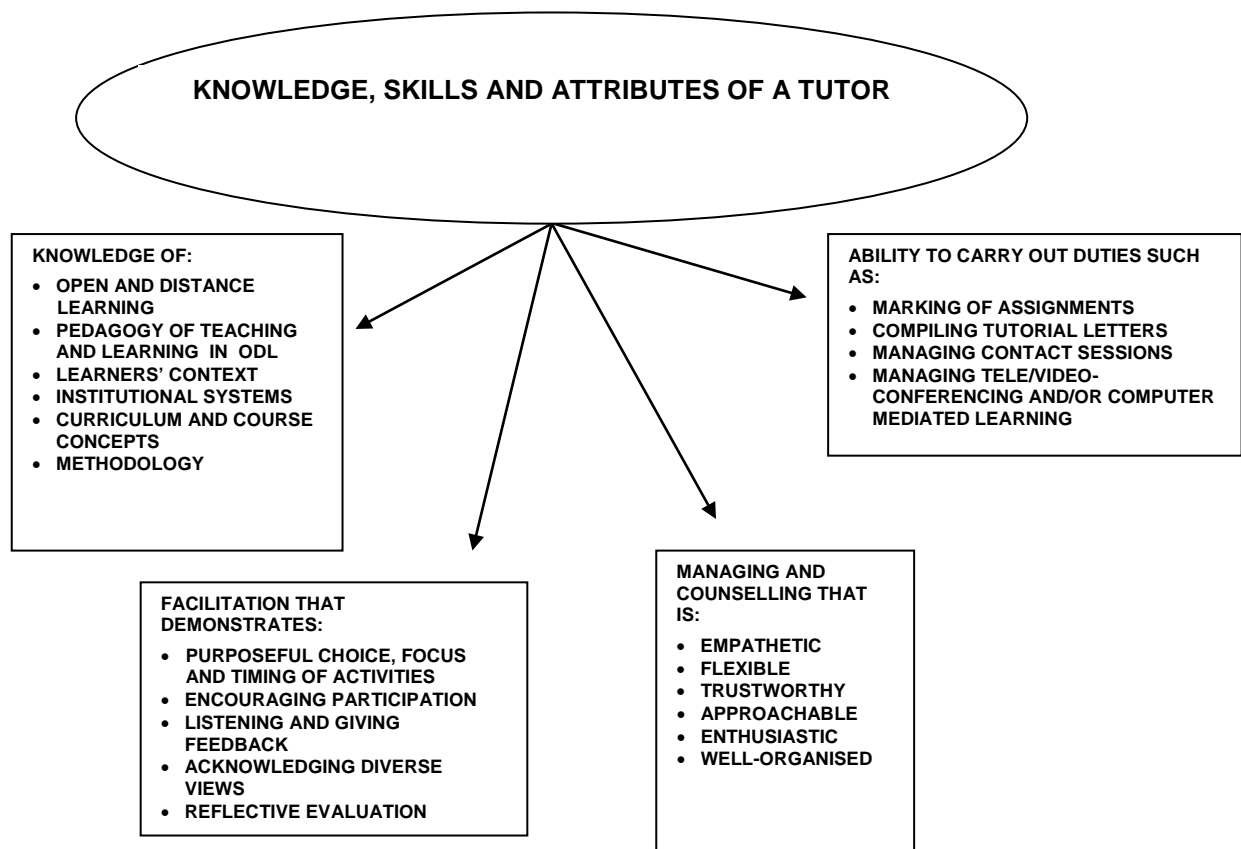 KNOWLEDGE, SKILLS AND ATTRIBUTES OF A TUTOR
KNOWLEDGE OF:
• OPEN AND DISTANCE
LEARNING
• PEDAGOGY OF TEACHING
AND LEARNING IN ODL
• LEARNERS’ CONTEXT
• INSTITUTIONAL SYSTEMS
• CURRICULUM AND COURSE
CONCEPTS
• METHODOLOGY
FACILITATION THAT
DEMONSTRATES:
• PURPOSEFUL CHOICE, FOCUS
AND TIMING OF ACTIVITIES
• ENCOURAGING PARTICIPATION
• LISTENING AND GIVING
FEEDBACK
• ACKNOWLEDGING DIVERSE
VIEWS
• REFLECTIVE EVALUATION
MANAGING AND
COUNSELLING THAT
IS:
• EMPATHETIC
• FLEXIBLE
• TRUSTWORTHY
• APPROACHABLE
• ENTHUSIASTIC
• WELL-ORGANISED
ABILITY TO CARRY OUT DUTIES SUCH
AS:
• MARKING OF ASSIGNMENTS
• COMPILING TUTORIAL LETTERS
• MANAGING CONTACT SESSIONS
• MANAGING TELE/VIDEO-
CONFERENCING AND/OR COMPUTER
MEDIATED LEARNING